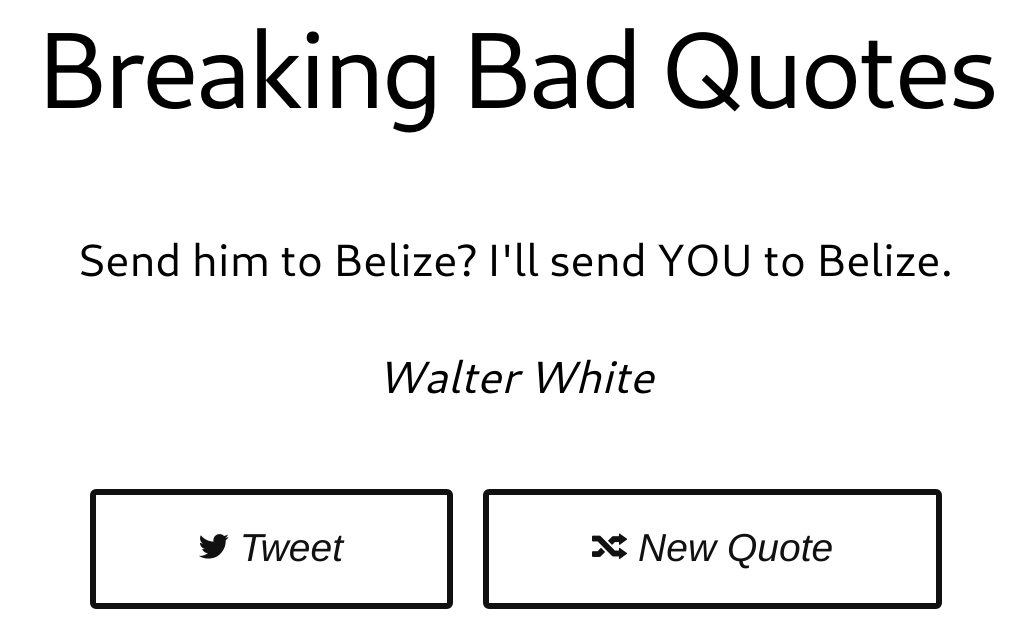 Breaking Bad Quotes
Send him to Belize? I'll send YOU to Belize.
Walter White
Tweet
New Quote